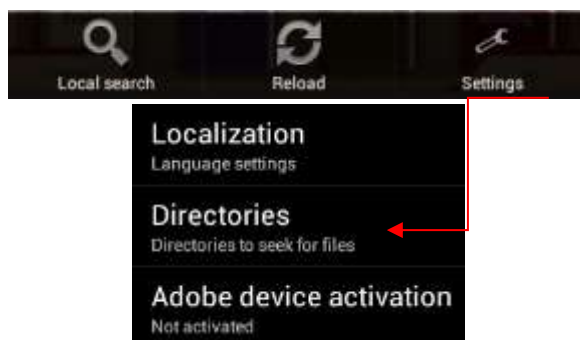 Local search Reload Settings
Localization
Language settings
Directories
Directories to seek for files
Adobe device activation
Not activated